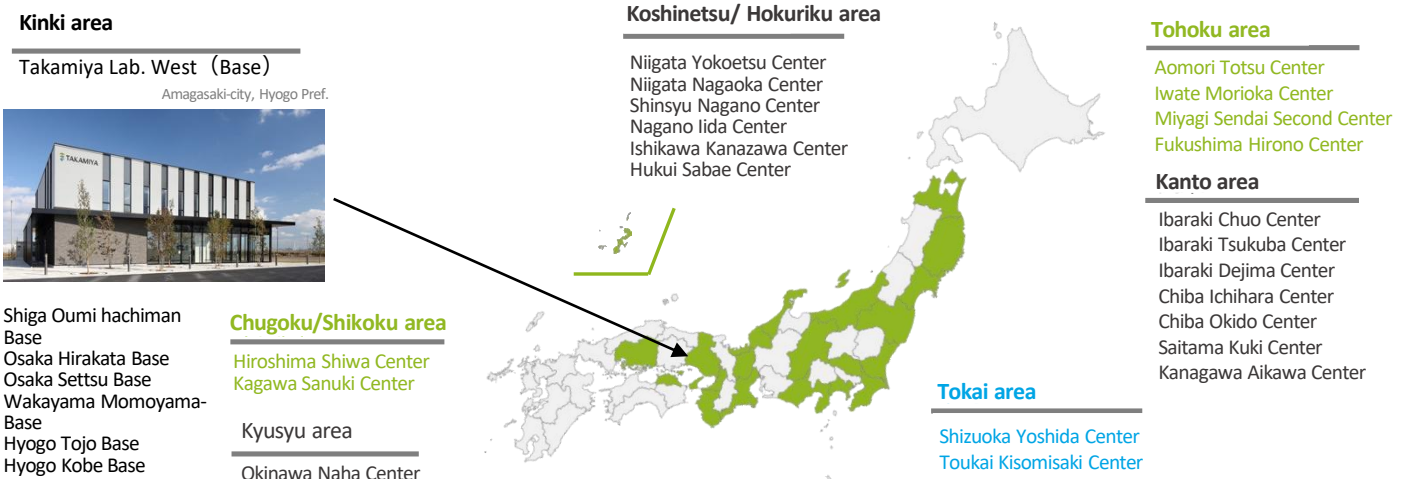 Kinki area
Takamiya Lab. West（Base）
Amagasaki-city, Hyogo Pref.
TAKAMIYA
Shiga Oumi hachiman
Base
Osaka Hirakata Base
Osaka Settsu Base
Wakayama Momoyama-
Base
Hyogo Tojo Base
Hyogo Kobe Base
Chugoku/Shikoku area
Hiroshima Shiwa Center
Kagawa Sanuki Center
Kyusyu area
Okinawa Naha Center
Koshinetsu/ Hokuriku area
Niigata Yokoetsu Center
Niigata Nagaoka Center
Shinsyu Nagano Center
Nagano Iida Center
Ishikawa Kanazawa Center
Hukui Sabae Center
Tohoku area
Aomori Totsu Center
Iwate Morioka Center
Miyagi Sendai Second Center
Fukushima Hirono Center
Kanto area
Ibaraki Chuo Center
Ibaraki Tsukuba Center
Ibaraki Dejima Center
Chiba Ichihara Center
Chiba Okido Center
Saitama Kuki Center
Kanagawa Aikawa Center
Tokai area
Shizuoka Yoshida Center
Toukai Kisomisaki Center